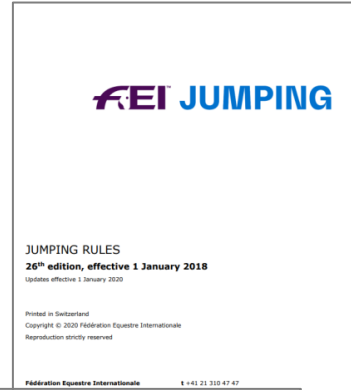 FEI™ JUMPING
JUMPING RULES
26th edition, effective 1 January 2018
Updates effective 1 January 2020
Printed in Switzerland
Copyright © 2020 Fédération Equestre Internationale
Reproduction strictly reserved
Fédération Equestre Internationale t +41 21 310 47 47